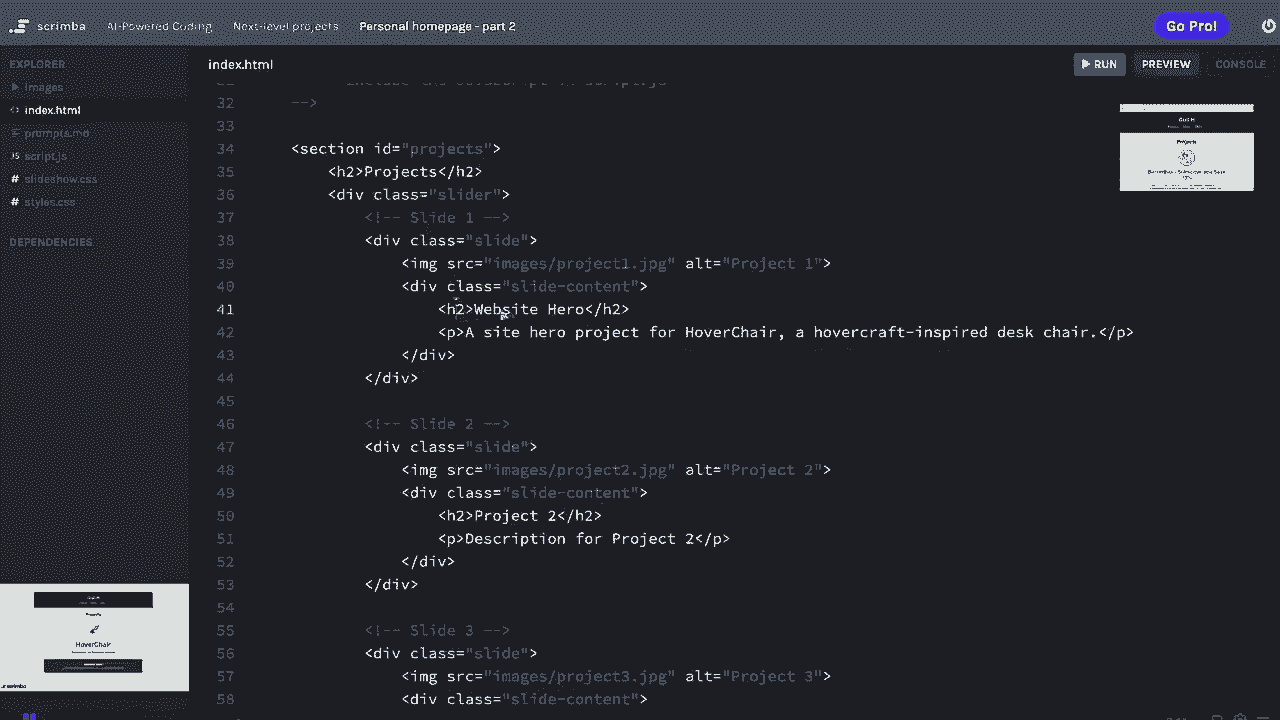 scrimba AI-Powered Coding Next-level projects Personal homepage - part 2 Go Pro!
EXPLORER
images
index.html
prompts.md
script.js
slideshow.css
styles.css
DEPENDENCIES
index.html
RUN PREVIEW CONSOLE
32 -->
33
34 <section id="projects">
35 <h2>Projects</h2>
36 <div class="slider">
37 <!-- Slide 1 -->
38 <div class="slide">
39 <img src="images/project1.jpg" alt="Project 1">
40 <div class="slide-content">
41 <h2>Website Hero</h2>
42 <p>A site hero project for HoverChair, a hovercraft-inspired desk chair.</p>
43 </div>
44 </div>
45
46 <!-- Slide 2 -->
47 <div class="slide">
48 <img src="images/project2.jpg" alt="Project 2">
49 <div class="slide-content">
50 <h2>Project 2</h2>
51 <p>Description for Project 2</p>
52 </div>
53 </div>
54
55 <!-- Slide 3 -->
56 <div class="slide">
57 <img src="images/project3.jpg" alt="Project 3">
58 <div class="slide-content">
Projects
HoverChair